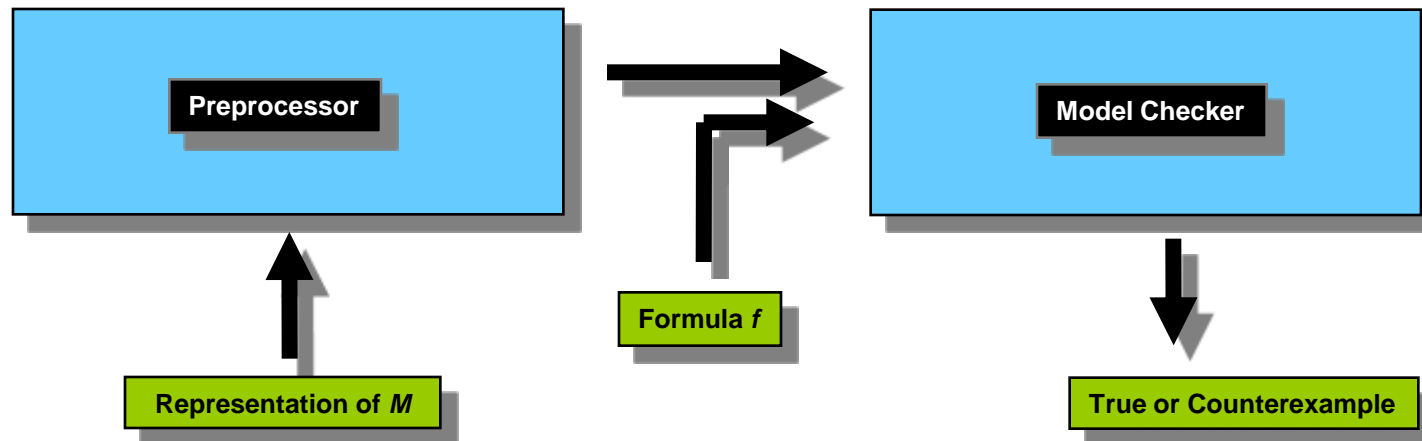 Preprocessor
Model Checker
Formula f
Representation of M
True or Counterexample